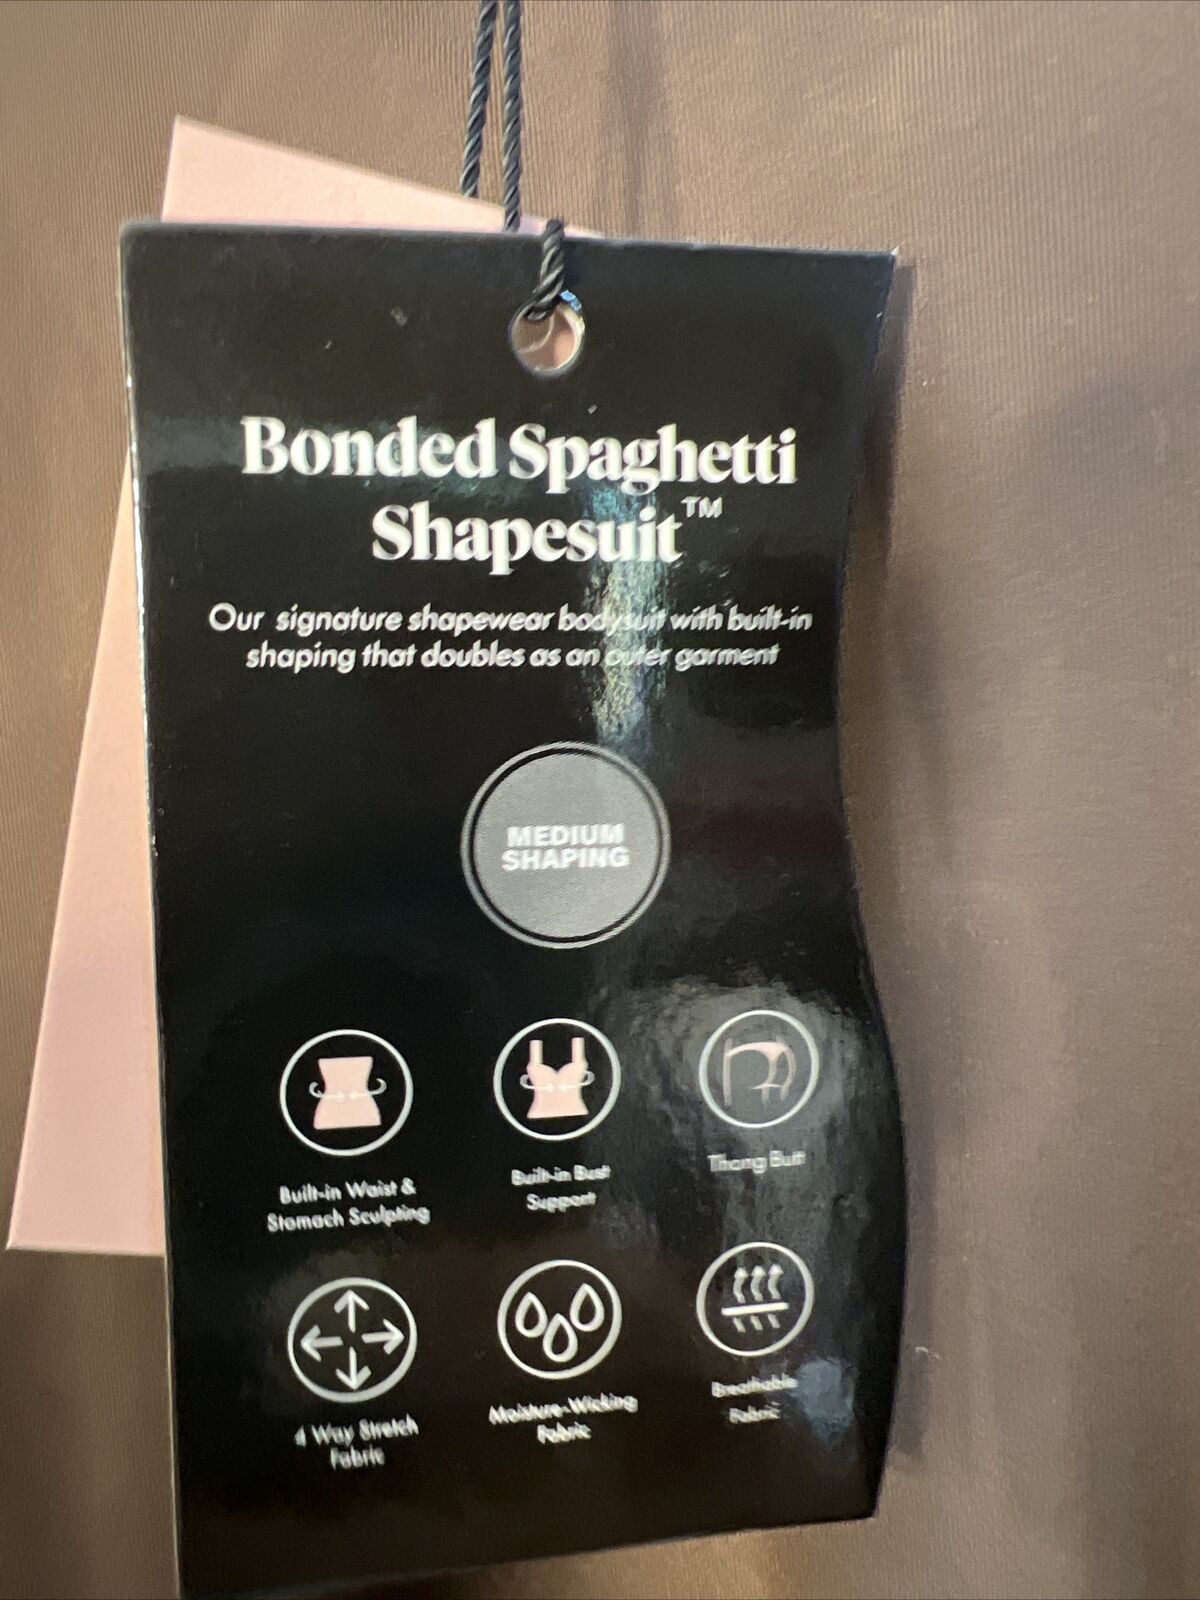 Bonded Spaghetti
Shapesuit™
Our signature shapewear bodysuit with built-in
shaping that doubles as an outer garment
MEDIUM
SHAPING
Built-in Waist &
Stomach Sculpting
Built-in Bust
Support
Thong Butt
4 Way Stretch
Fabric
Moisture-Wicking
Fabric
Breathable
Fabric